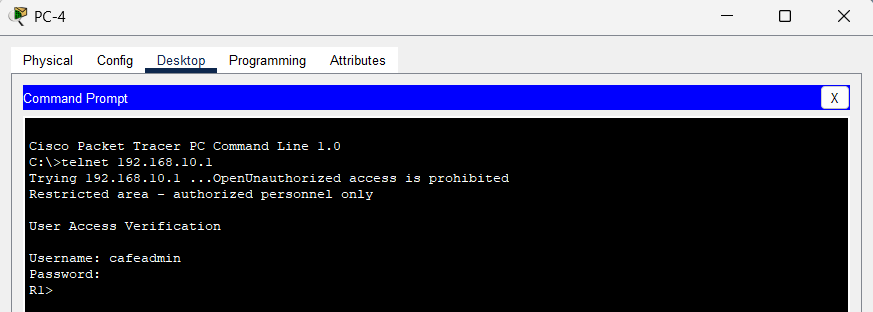 PC-4
Physical Config Desktop Programming Attributes
Command Prompt
X
Cisco Packet Tracer PC Command Line 1.0
C:\>telnet 192.168.10.1
Trying 192.168.10.1 ...OpenUnauthorized access is prohibited
Restricted area - authorized personnel only
User Access Verification
Username: cafeadmin
Password:
R1>